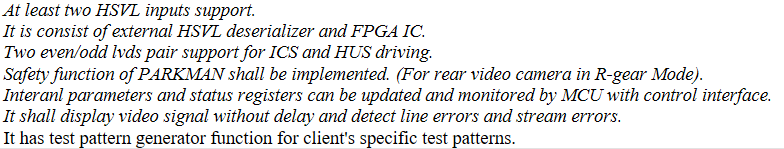 At least two HSVL inputs support.
It is consist of external HSVL deserializer and FPGA IC.
Two even/odd lvds pair support for ICS and HUS driving.
Safety function of PARKMAN shall be implemented. (For rear video camera in R-gear Mode).
Interanl parameters and status registers can be updated and monitored by MCU with control interface.
It shall display video signal without delay and detect line errors and stream errors.
It has test pattern generator function for client's specific test patterns.